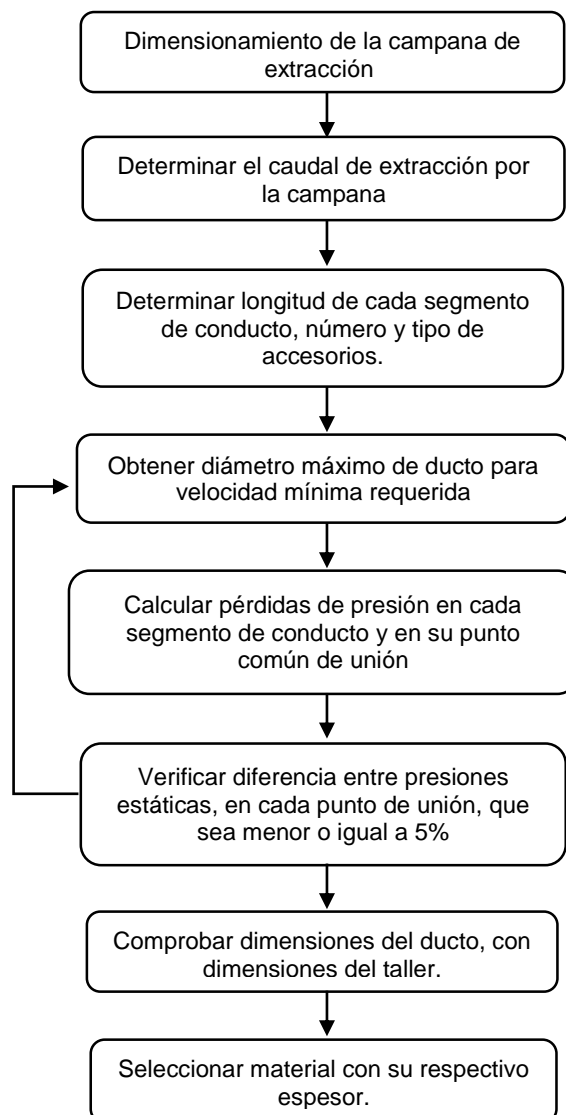 Dimensionamiento de la campana de
extracción
Determinar el caudal de extracción por
la campana
Determinar longitud de cada segmento
de conducto, número y tipo de
accesorios.
Obtener diámetro máximo de ducto para
velocidad mínima requerida
Calcular pérdidas de presión en cada
segmento de conducto y en su punto
común de unión
Verificar diferencia entre presiones
estáticas, en cada punto de unión, que
sea menor o igual a 5%
Comprobar dimensiones del ducto, con
dimensiones del taller.
Seleccionar material con su respectivo
espesor.